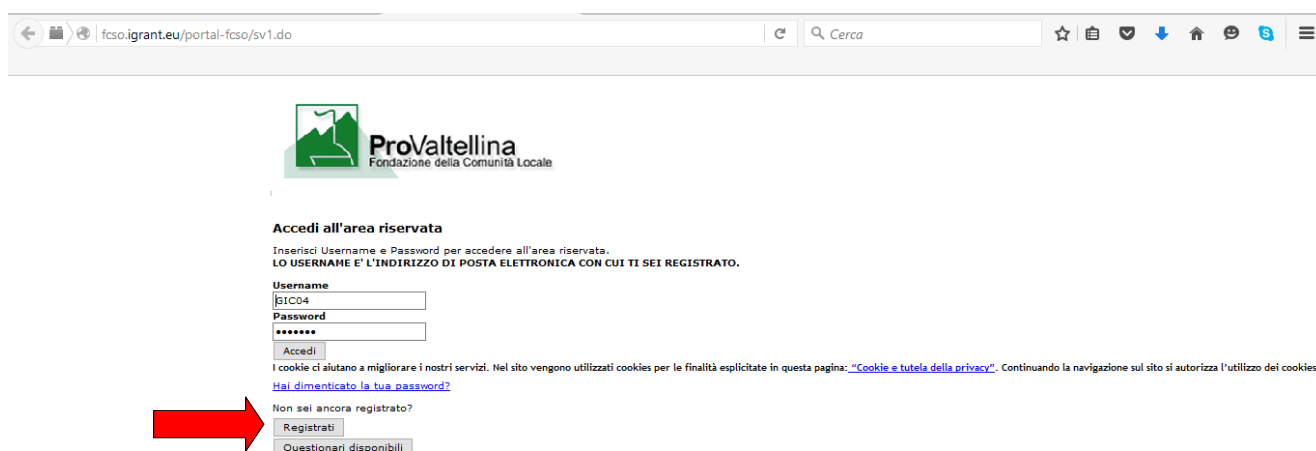 fcso.igrant.eu/portal-fcso/sv1.do
Cerca
ProValtellina
Fondazione della Comunità Locale
Accedi all'area riservata
Inserisci Username e Password per accedere all'area riservata.
LO USERNAME E' L'INDIRIZZO DI POSTA ELETTRONICA CON CUI TI SEI REGISTRATO.
Username
GIC04
Password
•••••••
Accedi
I cookie ci aiutano a migliorare i nostri servizi. Nel sito vengono utilizzati cookies per le finalità esplicitate in questa pagina: “Cookie e tutela della privacy”. Continuando la navigazione sul sito si autorizza l'utilizzo dei cookies
Hai dimenticato la tua password?
Non sei ancora registrato?
Registrati
Questionari disponibili